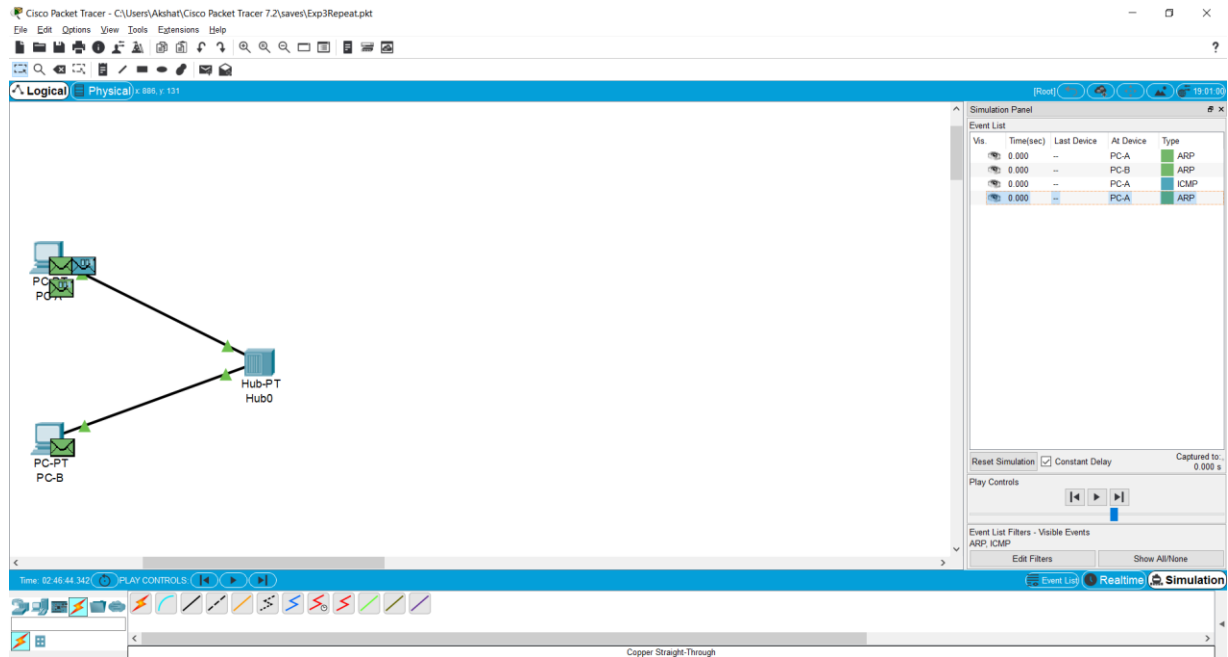 Cisco Packet Tracer - C:\Users\Akshat\Cisco Packet Tracer 7.2\saves\Exp3Repeat.pkt
File Edit Options View Tools Extensions Help
?
Logical Physical x: 886, y: 131 [Root] 19:01:00
Simulation Panel
Event List
Vis. Time(sec) Last Device At Device Type
0.000 -- PC-A ARP
0.000 -- PC-B ARP
0.000 -- PC-A ICMP
0.000 -- PC-A ARP
PC-A
Hub-PT
Hub0
PC-PT
PC-B
Reset Simulation Constant Delay Captured to:
0.000 s
Play Controls
Event List Filters - Visible Events
ARP, ICMP
Edit Filters Show All/None
Time: 02:46:44.342 PLAY CONTROLS: Event List Realtime Simulation
Copper Straight-Through